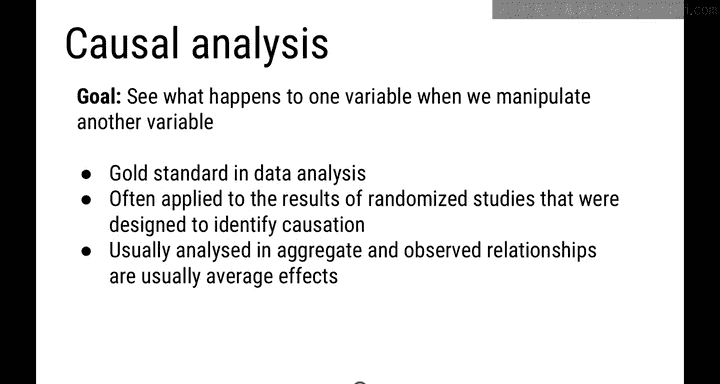 Causal analysis
Goal: See what happens to one variable when we manipulate
another variable
● Gold standard in data analysis
● Often applied to the results of randomized studies that were
designed to identify causation
● Usually analysed in aggregate and observed relationships
are usually average effects